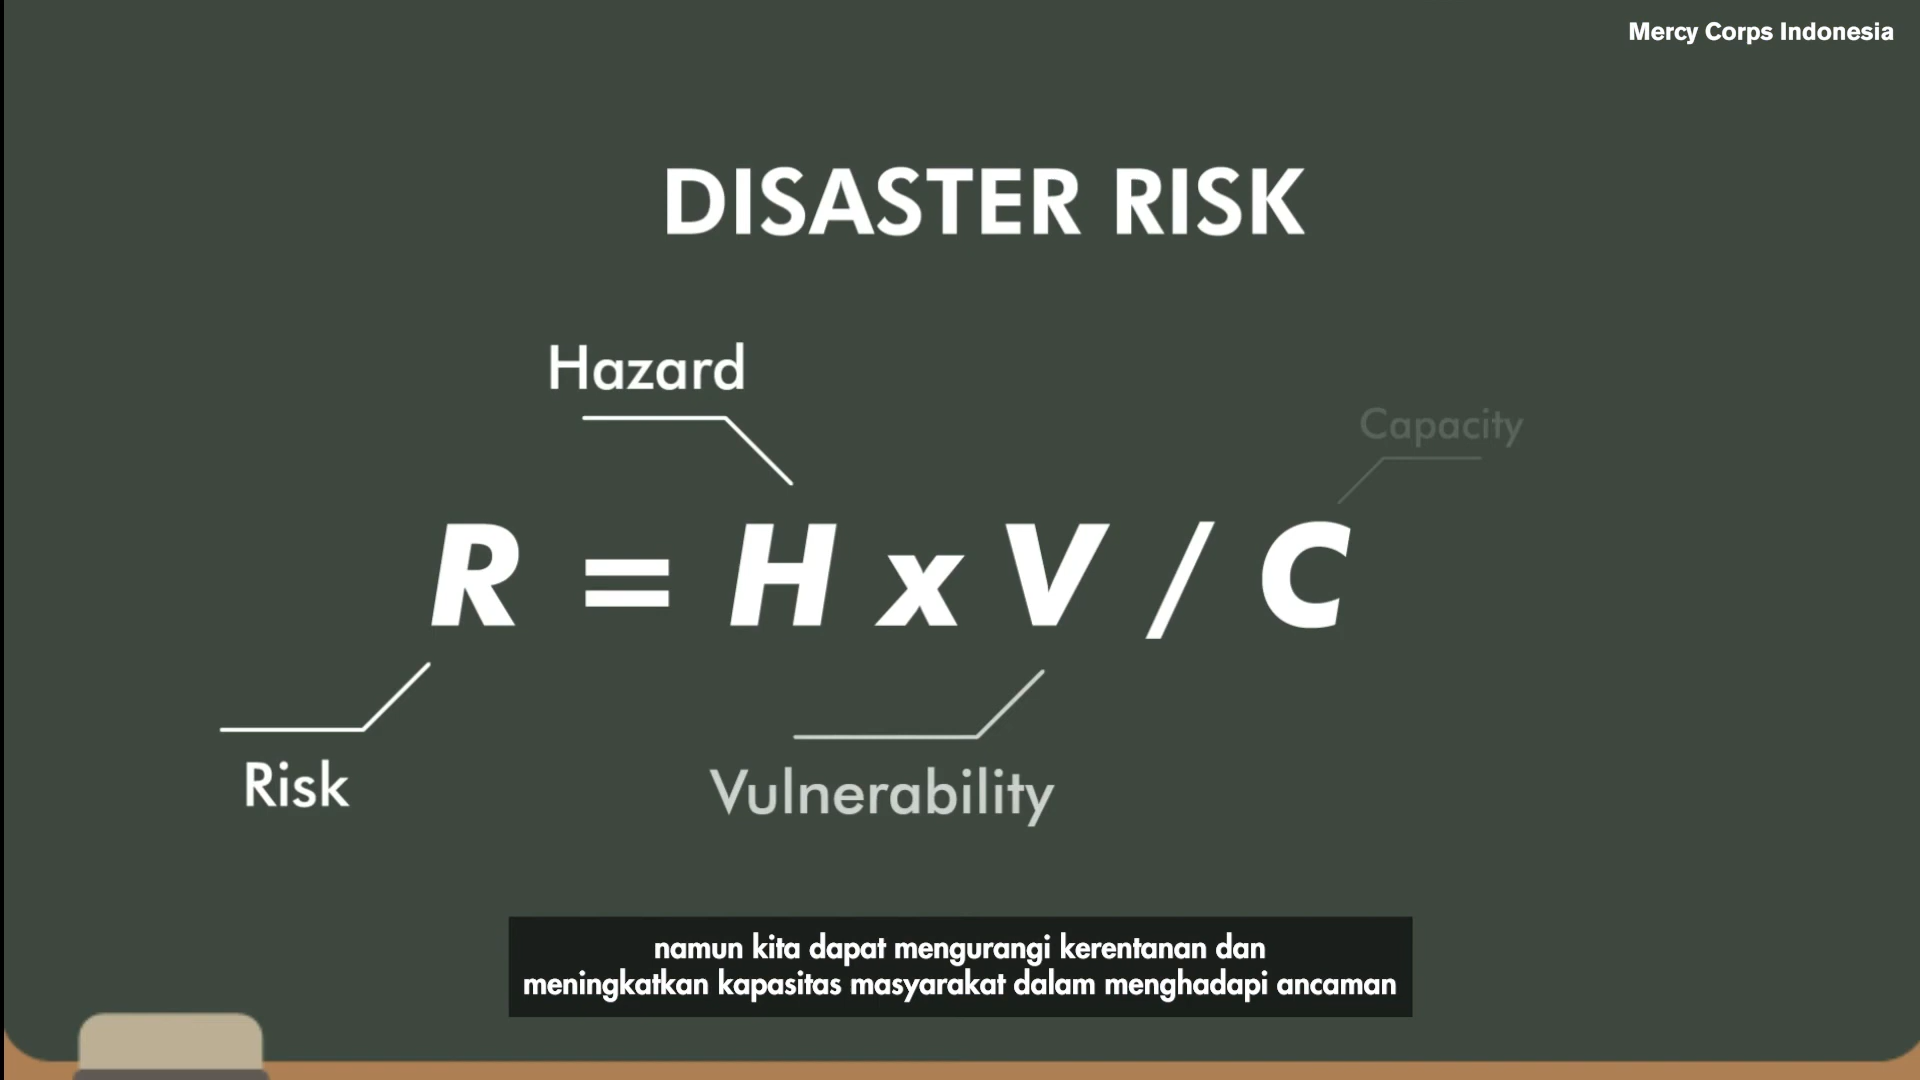 Mercy Corps Indonesia
DISASTER RISK
Hazard
Capacity
R = H x V / C
Risk
Vulnerability
namun kita dapat mengurangi kerentanan dan
meningkatkan kapasitas masyarakat dalam menghadapi ancaman